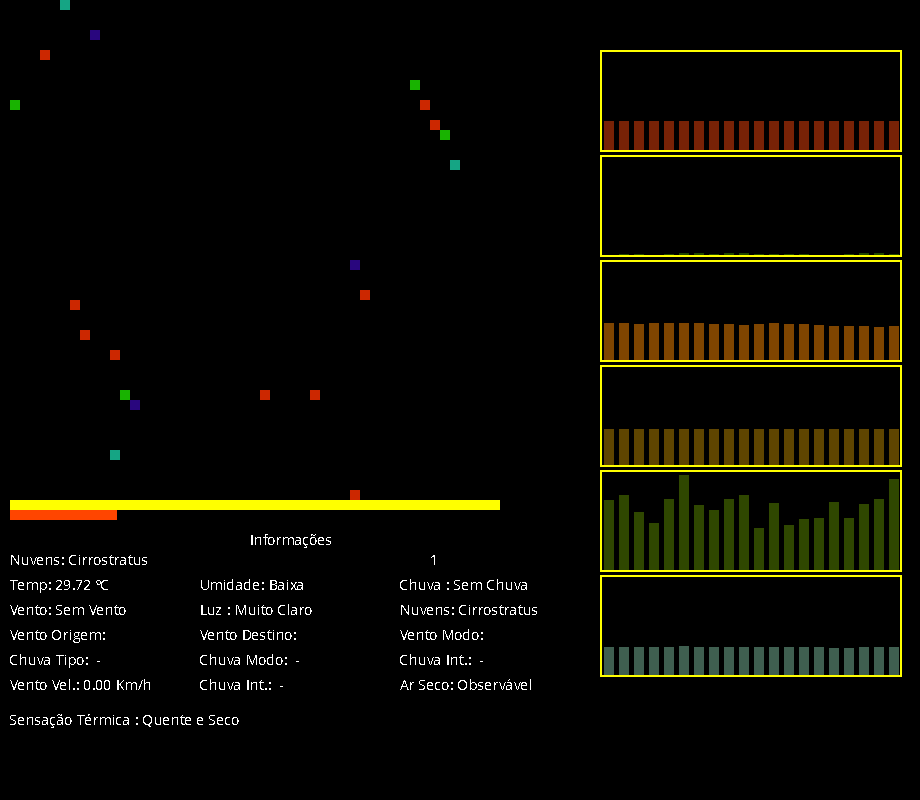 Informações
Nuvens: Cirrostratus 1
Temp: 29.72 ºC Umidade: Baixa Chuva : Sem Chuva
Vento: Sem Vento Luz : Muito Claro Nuvens: Cirrostratus
Vento Origem: Vento Destino: Vento Modo:
Chuva Tipo: - Chuva Modo: - Chuva Int.: -
Vento Vel.: 0.00 Km/h Chuva Int.: - Ar Seco: Observável
Sensação Térmica : Quente e Seco